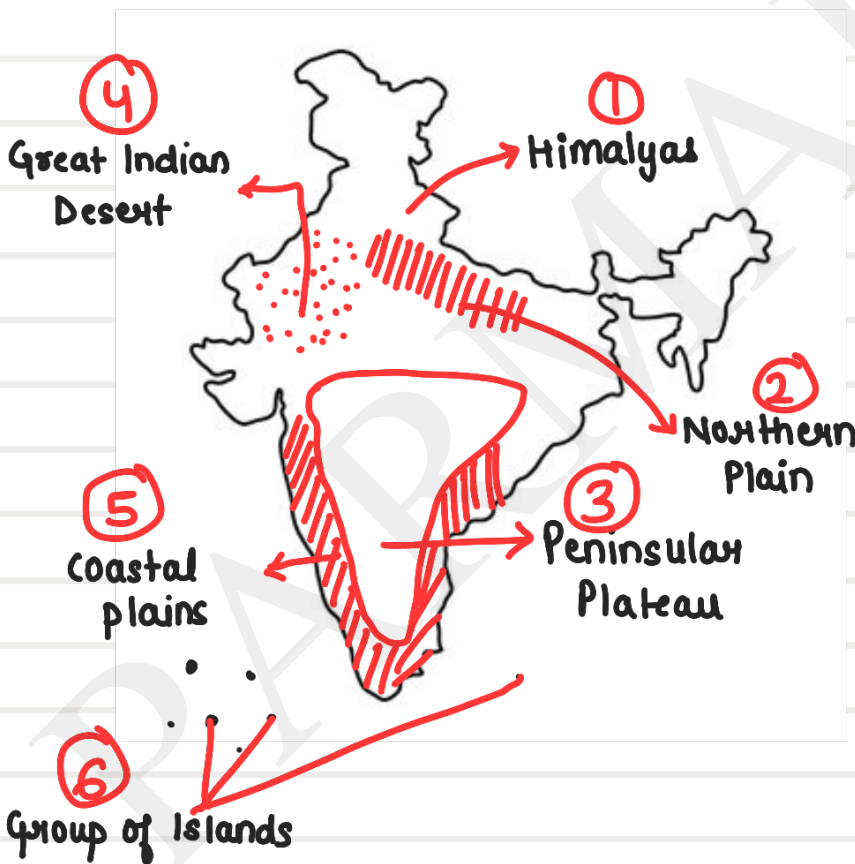 4
Great Indian
Desert
1
Himalyas
2
Northern
Plain
3
Peninsular
Plateau
5
Coastal
plains
6
Group of Islands
PARMA